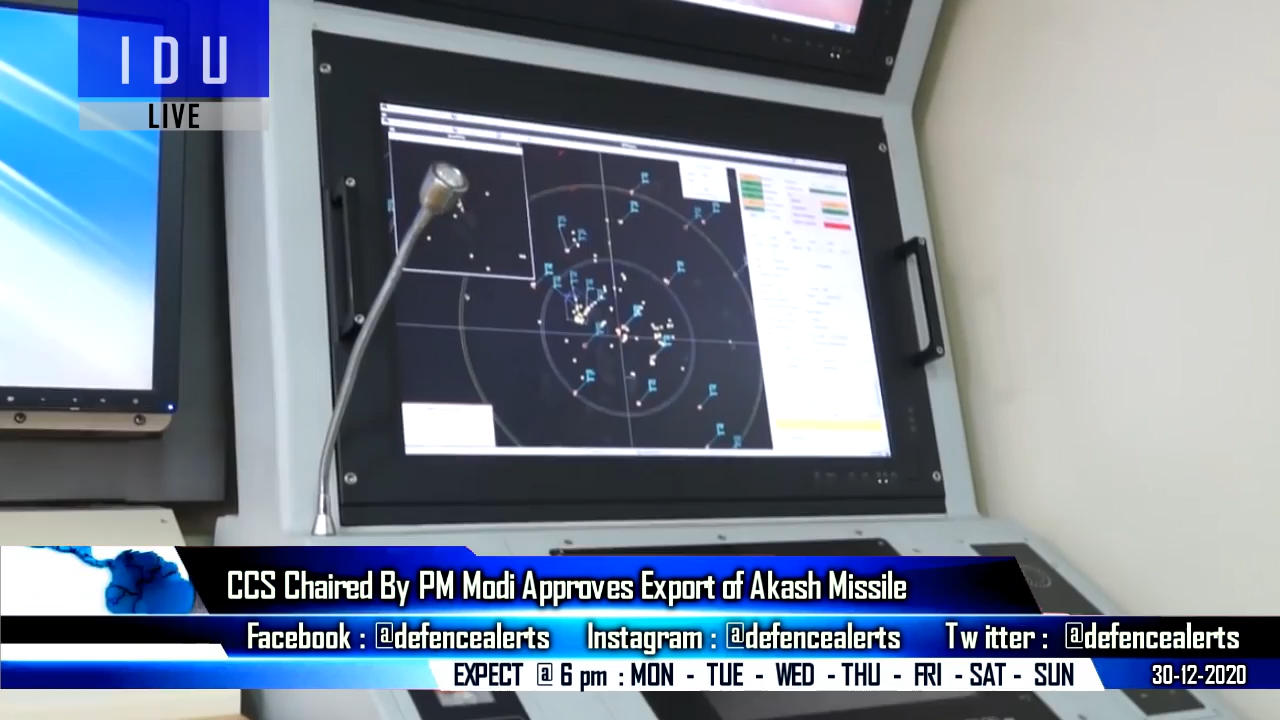 IDU
LIVE
CCS Chaired By PM Modi Approves Export of Akash Missile
Facebook : @defencealerts Instagram : @defencealerts Twitter : @defencealerts
EXPECT @ 6 pm : MON - TUE - WED - THU - FRI - SAT - SUN 30-12-2020